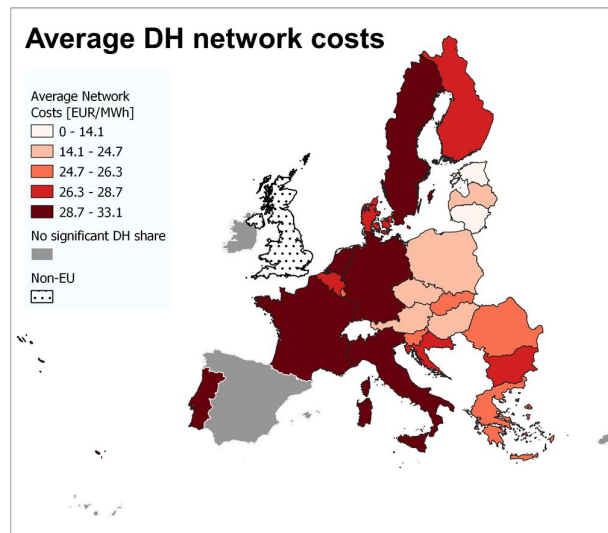 Average DH network costs
Average Network
Costs [EUR/MWh]
0 - 14.1
14.1 - 24.7
24.7 - 26.3
26.3 - 28.7
28.7 - 33.1
No significant DH share
Non-EU